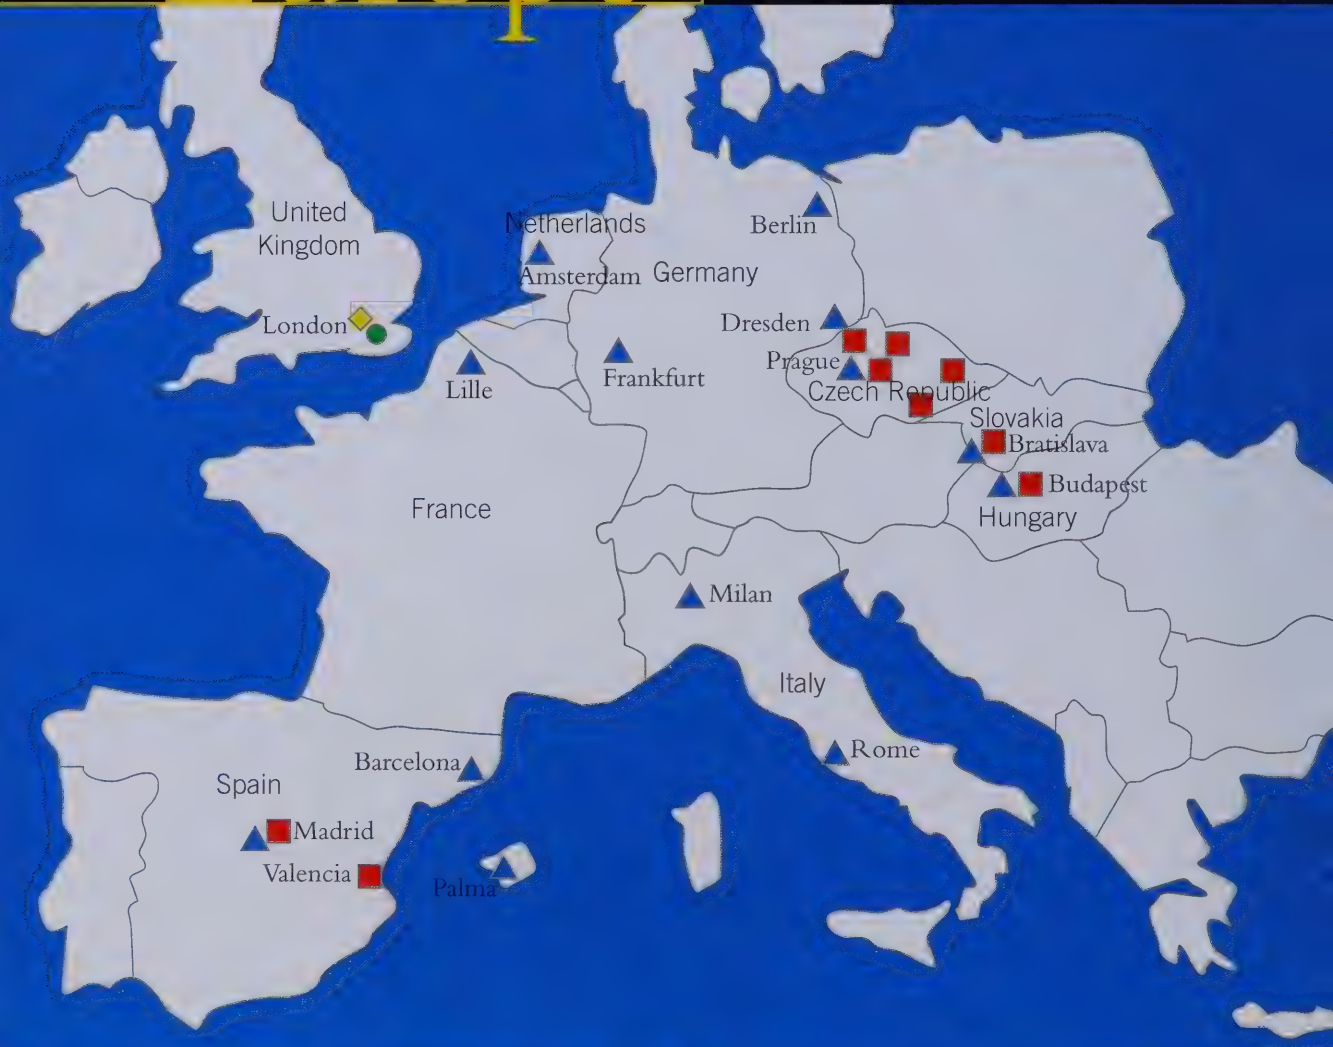 United
Kingdom
London
Netherlands
Amsterdam
Berlin
Germany
Dresden
Prague
Czech Republic
Lille
Frankfurt
Slovakia
Bratislava
Budapest
Hungary
France
Milan
Italy
Rome
Barcelona
Spain
Madrid
Valencia
Palma